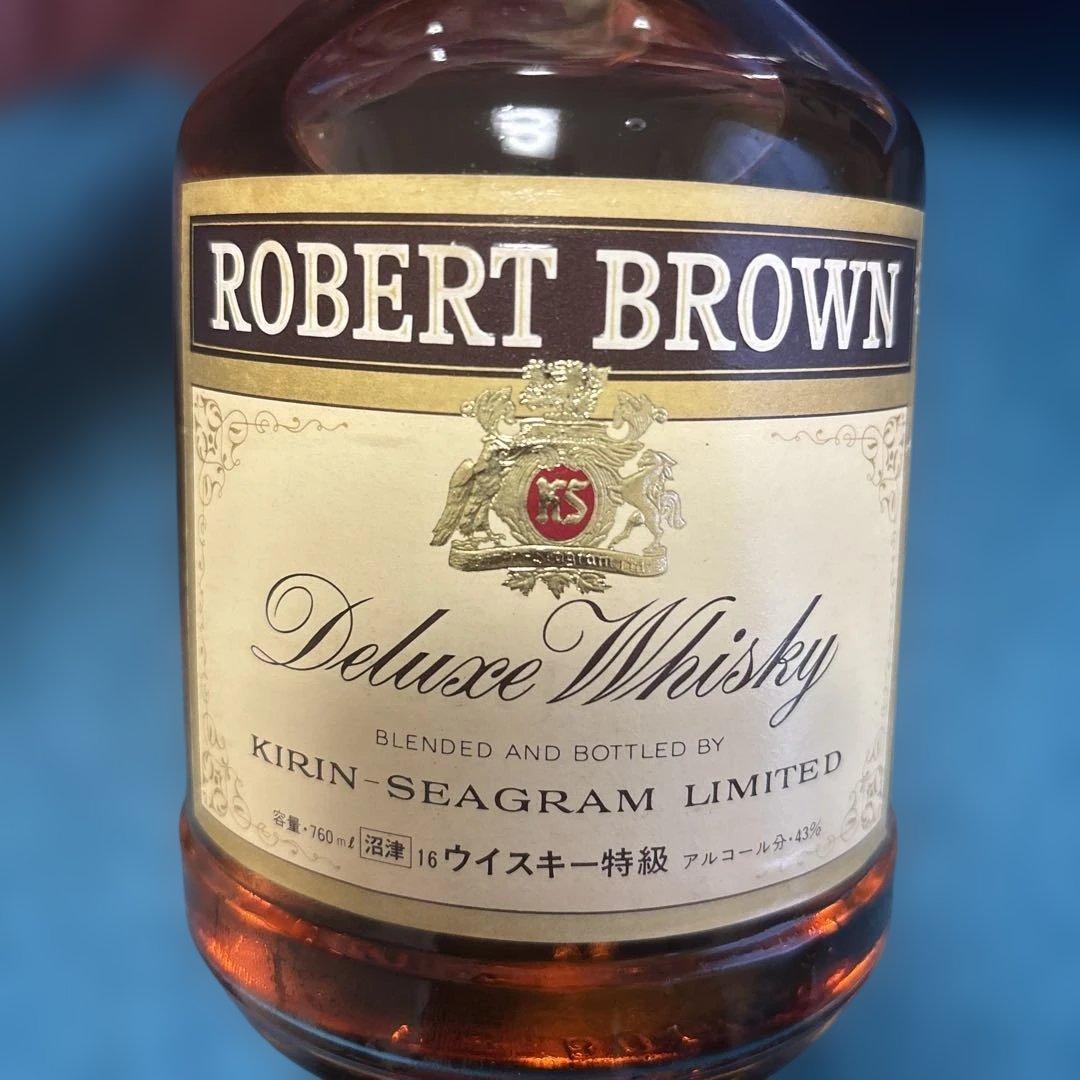 ROBERT BROWN
KS
Deluxe Whisky
BLENDED AND BOTTLED BY
KIRIN-SEAGRAM LIMITED
容量・760ml 沼津 16 ウイスキー特級 アルコール分・43%